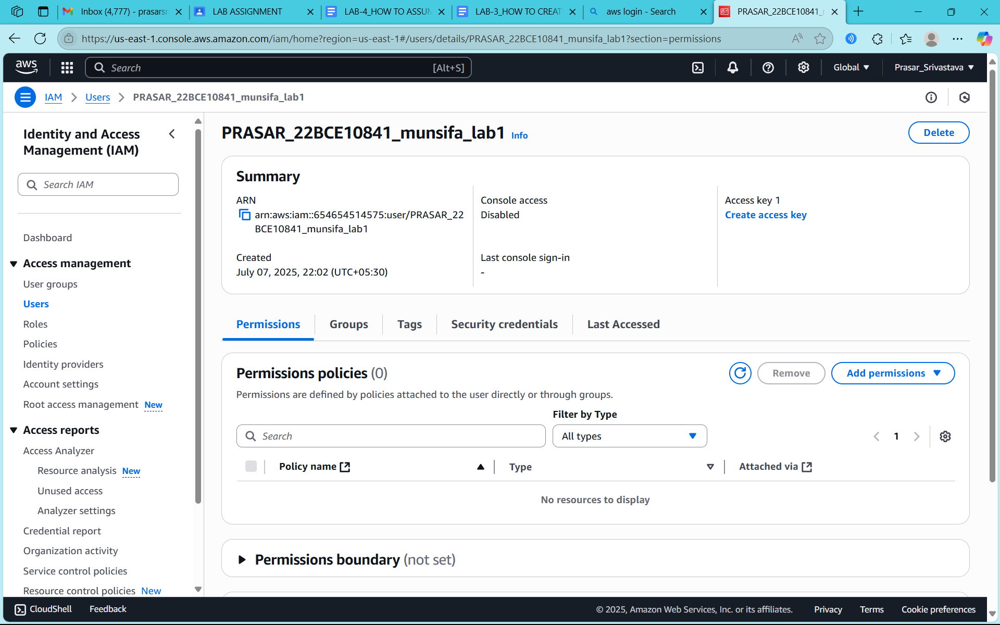 Inbox (4,777) - prasarsr
LAB ASSIGNMENT
LAB-4_HOW TO ASSUM
LAB-3_HOW TO CREAT
aws login - Search
PRASAR_22BCE10841_
https://us-east-1.console.aws.amazon.com/iam/home?region=us-east-1#/users/details/PRASAR_22BCE10841_munsifa_lab1?section=permissions
aws
Search
[Alt+S]
Global
Prasar_Srivastava
IAM
Users
PRASAR_22BCE10841_munsifa_lab1
Identity and Access
Management (IAM)
Search IAM
Dashboard
Access management
User groups
Users
Roles
Policies
Identity providers
Account settings
Root access management New
Access reports
Access Analyzer
Resource analysis New
Unused access
Analyzer settings
Credential report
Organization activity
Service control policies
Resource control policies New
PRASAR_22BCE10841_munsifa_lab1 Info
Delete
Summary
ARN
arn:aws:iam::654654514575:user/PRASAR_22
BCE10841_munsifa_lab1
Created
July 07, 2025, 22:02 (UTC+05:30)
Console access
Disabled
Last console sign-in
-
Access key 1
Create access key
Permissions
Groups
Tags
Security credentials
Last Accessed
Permissions policies (0)
Remove
Add permissions
Permissions are defined by policies attached to the user directly or through groups.
Filter by Type
Search
All types
1
Policy name
Type
Attached via
No resources to display
Permissions boundary (not set)
CloudShell
Feedback
© 2025, Amazon Web Services, Inc. or its affiliates.
Privacy
Terms
Cookie preferences